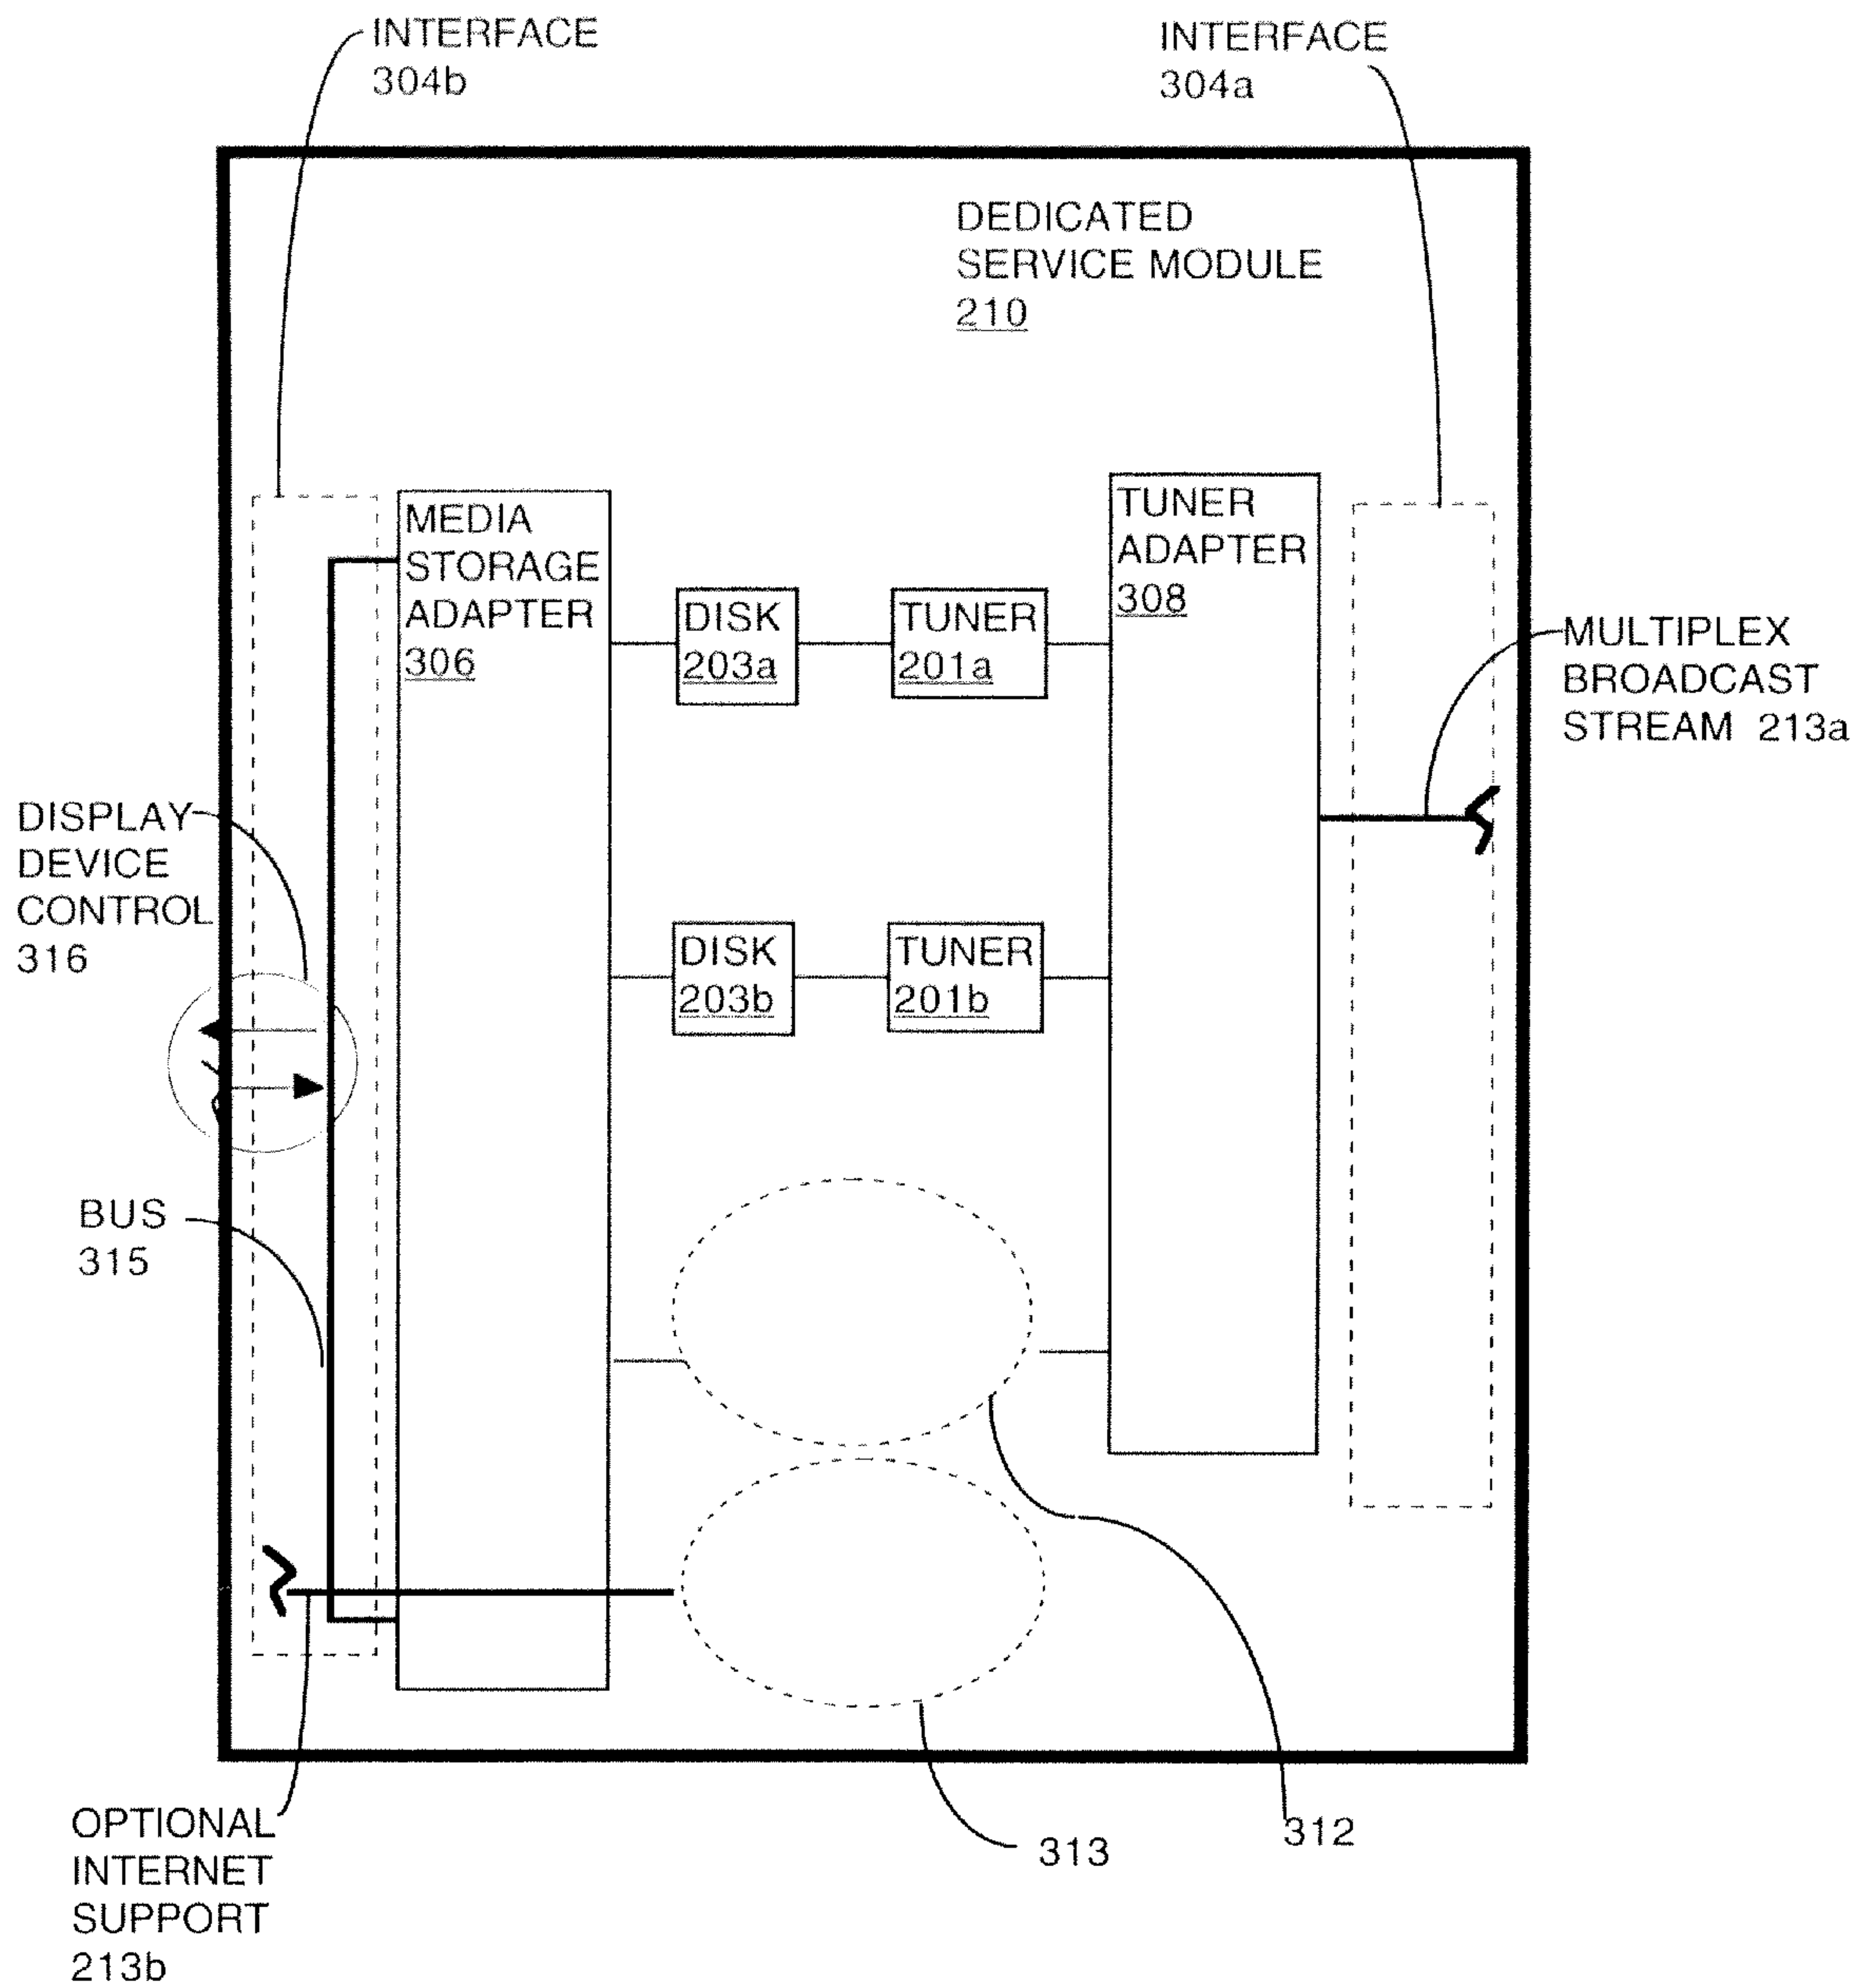 INTERFACE
304b
INTERFACE
304a
DEDICATED
SERVICE MODULE
210
MEDIA
STORAGE
ADAPTER
306
TUNER
ADAPTER
308
DISK
203a
TUNER
201a
MULTIPLEX
BROADCAST
STREAM 213a
DISPLAY
DEVICE
CONTROL
316
DISK
203b
TUNER
201b
BUS
315
OPTIONAL
INTERNET
SUPPORT
213b
313
312